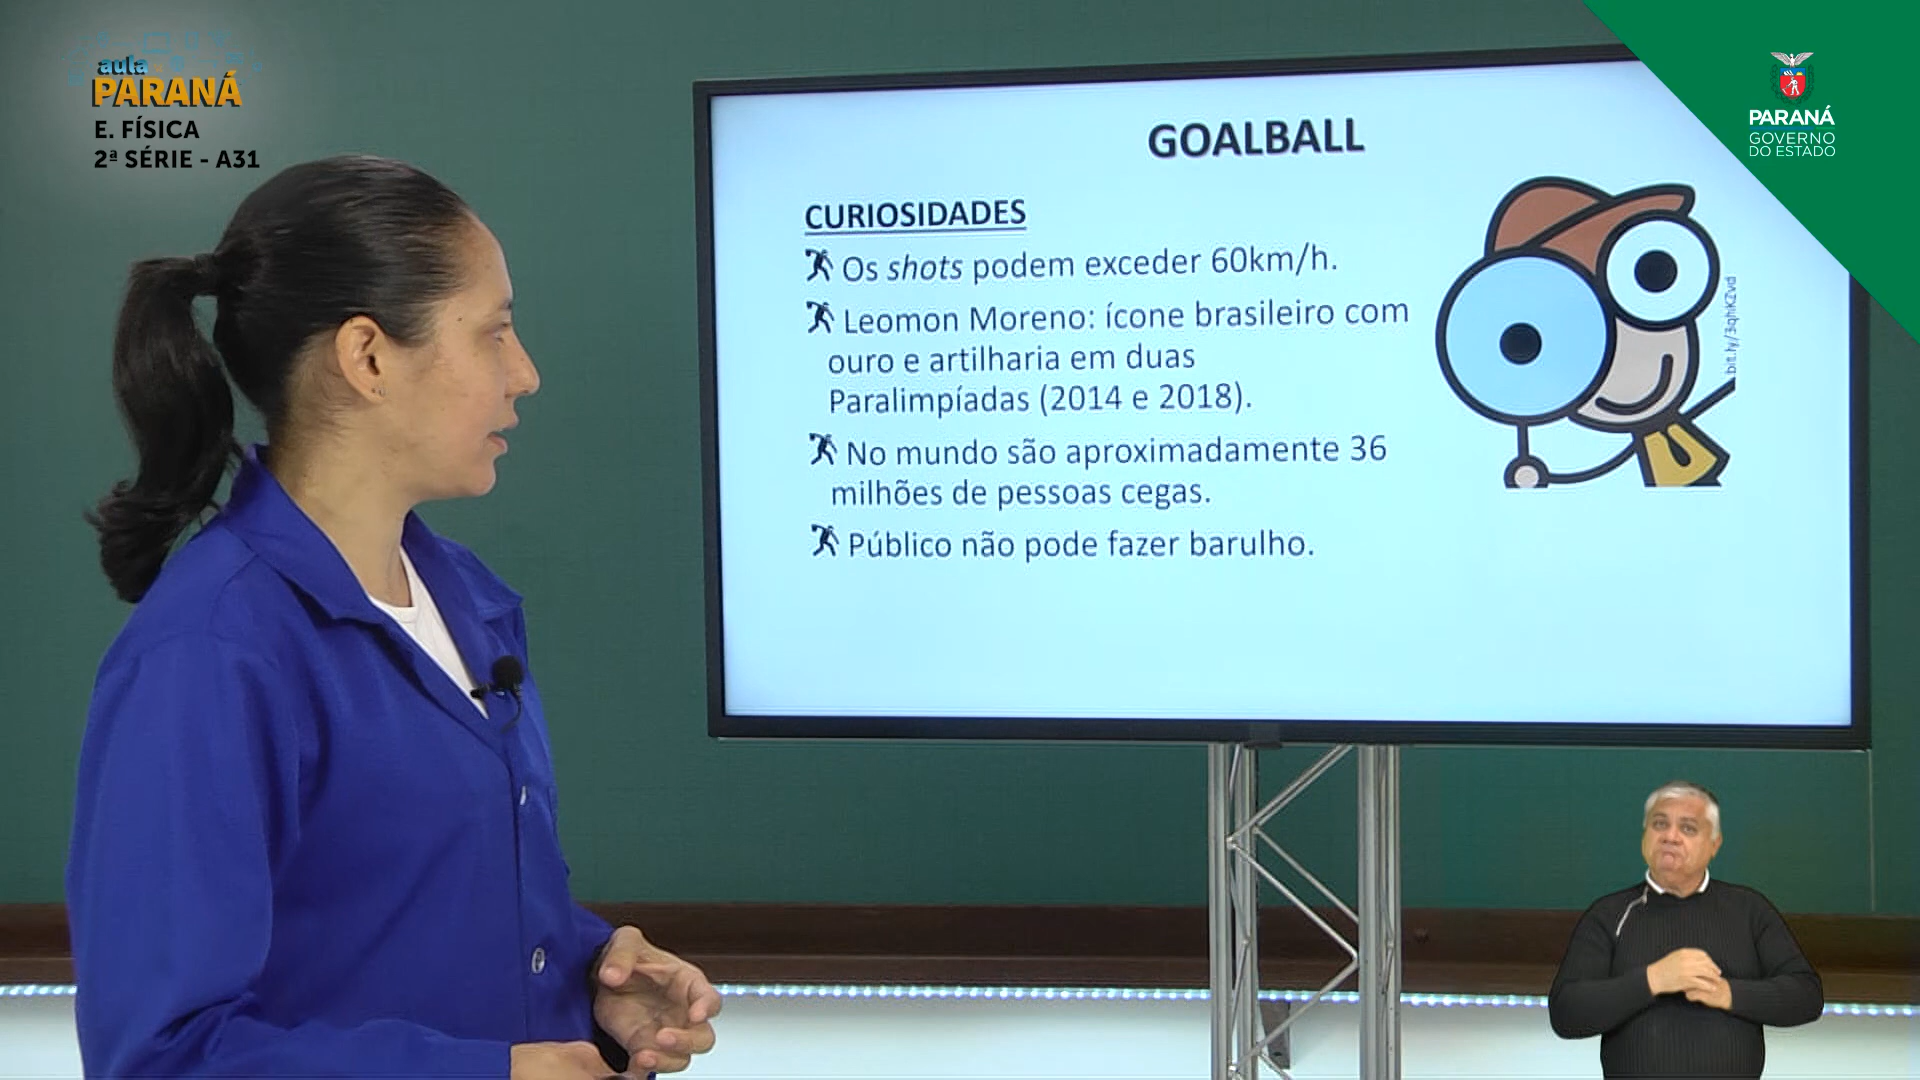 aula
PARANÁ
E. FÍSICA
2ª SÉRIE - A31
PARANÁ
GOVERNO
DO ESTADO
GOALBALL
CURIOSIDADES
Os shots podem exceder 60km/h.
Leomon Moreno: ícone brasileiro com
ouro e artilharia em duas
Paralimpíadas (2014 e 2018).
No mundo são aproximadamente 36
milhões de pessoas cegas.
Público não pode fazer barulho.
bit.ly/3qhKZvd